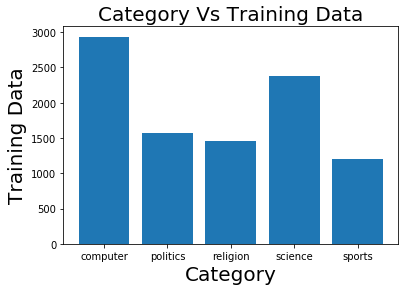 Category Vs Training Data
3000
2500
2000
1500
1000
500
0
Training Data
computer politics religion science sports
Category